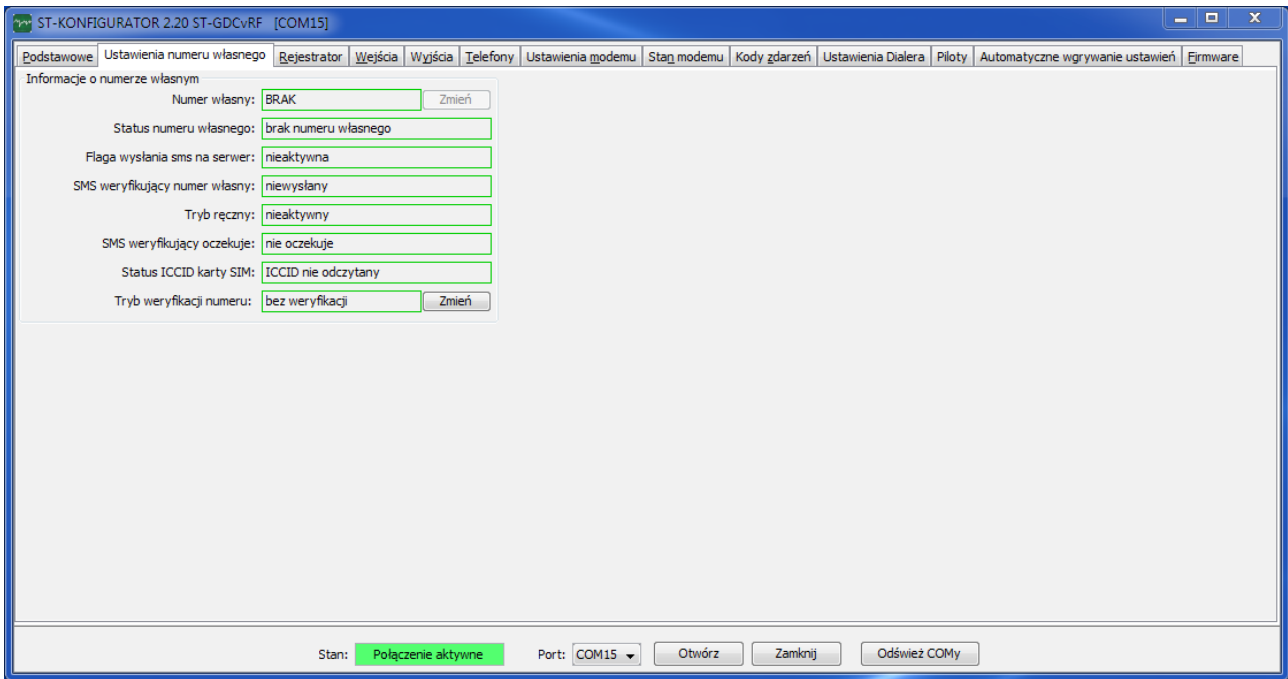 ST-KONFIGURATOR 2.20 ST-GDCvRF [COM15]
Podstawowe Ustawienia numeru własnego Rejestrator Wejścia Wyjścia Telefony Ustawienia modemu Stan modemu Kody zdarzeń Ustawienia Dialera Piloty Automatyczne wgrywanie ustawień Firmware
Informacje o numerze własnym
Numer własny: BRAK Zmień
Status numeru własnego: brak numeru własnego
Flaga wysłania sms na serwer: nieaktywna
SMS weryfikujący numer własny: niewysłany
Tryb ręczny: nieaktywny
SMS weryfikujący oczekuje: nie oczekuje
Status ICCID karty SIM: ICCID nie odczytany
Tryb weryfikacji numeru: bez weryfikacji Zmień
Stan: Połączenie aktywne Port: COM15 Otwórz Zamknij Odśwież COMy